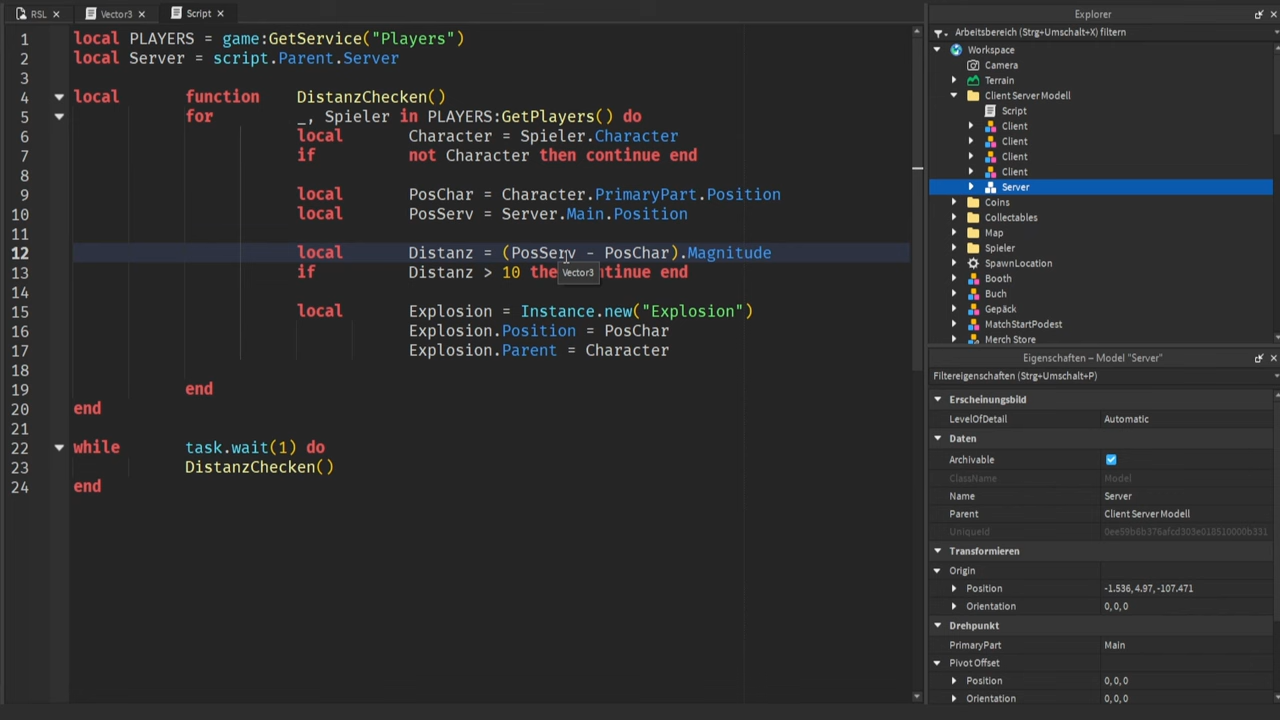 RSL
Vector3
Script
1 local PLAYERS = game:GetService("Players")
2 local Server = script.Parent.Server
3
4 local function DistanzChecken()
5 for _, Spieler in PLAYERS:GetPlayers() do
6 local Character = Spieler.Character
7 if not Character then continue end
8
9 local PosChar = Character.PrimaryPart.Position
10 local PosServ = Server.Main.Position
11
12 local Distanz = (PosServ - PosChar).Magnitude
13 if Distanz > 10 the ntinue end
Vector3
14
15 local Explosion = Instance.new("Explosion")
16 Explosion.Position = PosChar
17 Explosion.Parent = Character
18
19 end
20 end
21
22 while task.wait(1) do
23 DistanzChecken()
24 end
Explorer
Arbeitsbereich (Strg+Umschalt+X) filtern
Workspace
Camera
Terrain
Client Server Modell
Script
Client
Client
Client
Client
Server
Coins
Collectables
Map
Spieler
SpawnLocation
Booth
Buch
Gepäck
MatchStartPodest
Merch Store
Eigenschaften – Model "Server"
Filtereigenschaften (Strg+Umschalt+P)
Erscheinungsbild
LevelOfDetail Automatic
Daten
Archivable
ClassName Model
Name Server
Parent Client Server Modell
UniqueId 0ee59b6b376afcd303e018510000b331
Transformieren
Origin
Position -1.536, 4.97, -107.471
Orientation 0,0,0
Drehpunkt
PrimaryPart Main
Pivot Offset
Position 0,0,0
Orientation 0,0,0